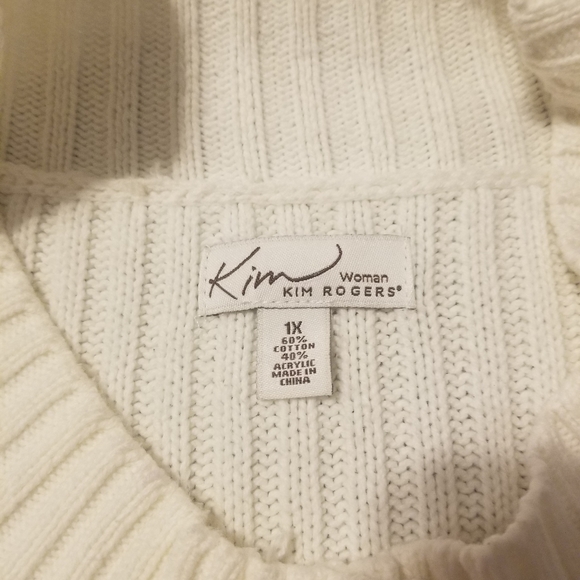 Kim Woman
KIM ROGERS®
1X
60%
COTTON
40%
ACRYLIC
MADE IN
CHINA